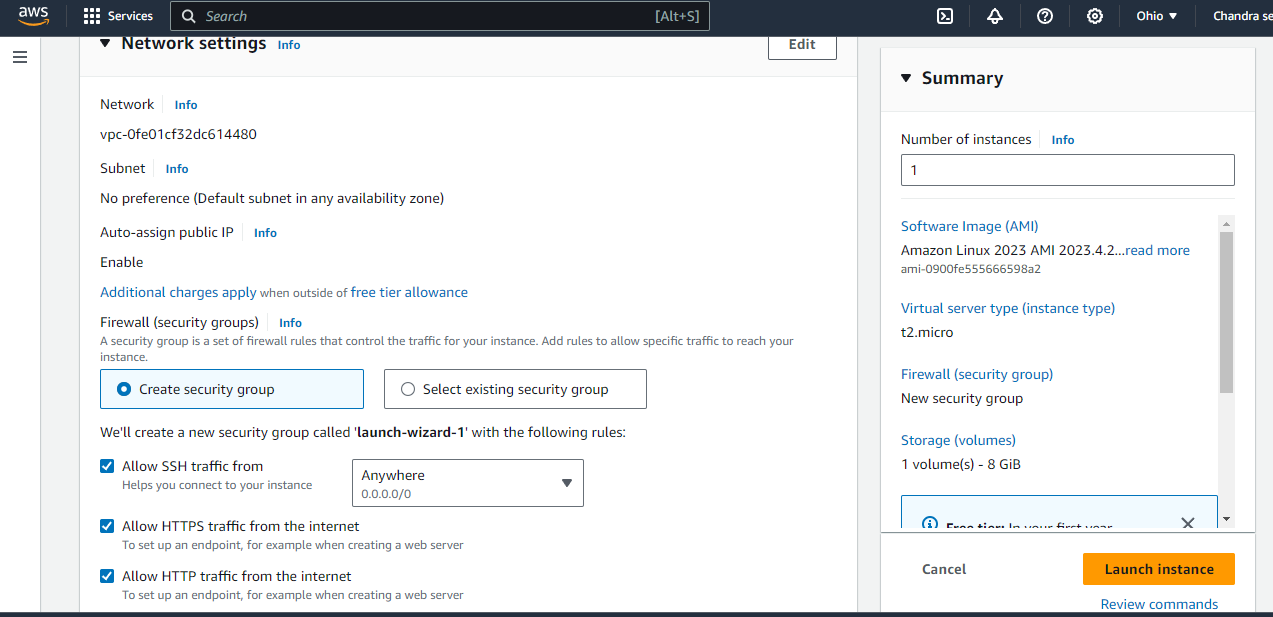 aws
Services
Search
[Alt+S]
Ohio
Chandra se
Network settings Info
Edit
Network Info
vpc-0fe01cf32dc614480
Subnet Info
No preference (Default subnet in any availability zone)
Auto-assign public IP Info
Enable
Additional charges apply when outside of free tier allowance
Firewall (security groups) Info
A security group is a set of firewall rules that control the traffic for your instance. Add rules to allow specific traffic to reach your
instance.
Create security group
Select existing security group
We'll create a new security group called 'launch-wizard-1' with the following rules:
Allow SSH traffic from
Helps you connect to your instance
Anywhere
0.0.0.0/0
Allow HTTPS traffic from the internet
To set up an endpoint, for example when creating a web server
Allow HTTP traffic from the internet
To set up an endpoint, for example when creating a web server
Summary
Number of instances Info
1
Software Image (AMI)
Amazon Linux 2023 AMI 2023.4.2...read more
ami-0900fe555666598a2
Virtual server type (instance type)
t2.micro
Firewall (security group)
New security group
Storage (volumes)
1 volume(s) - 8 GiB
Free tier: In your first year
Cancel
Launch instance
Review commands